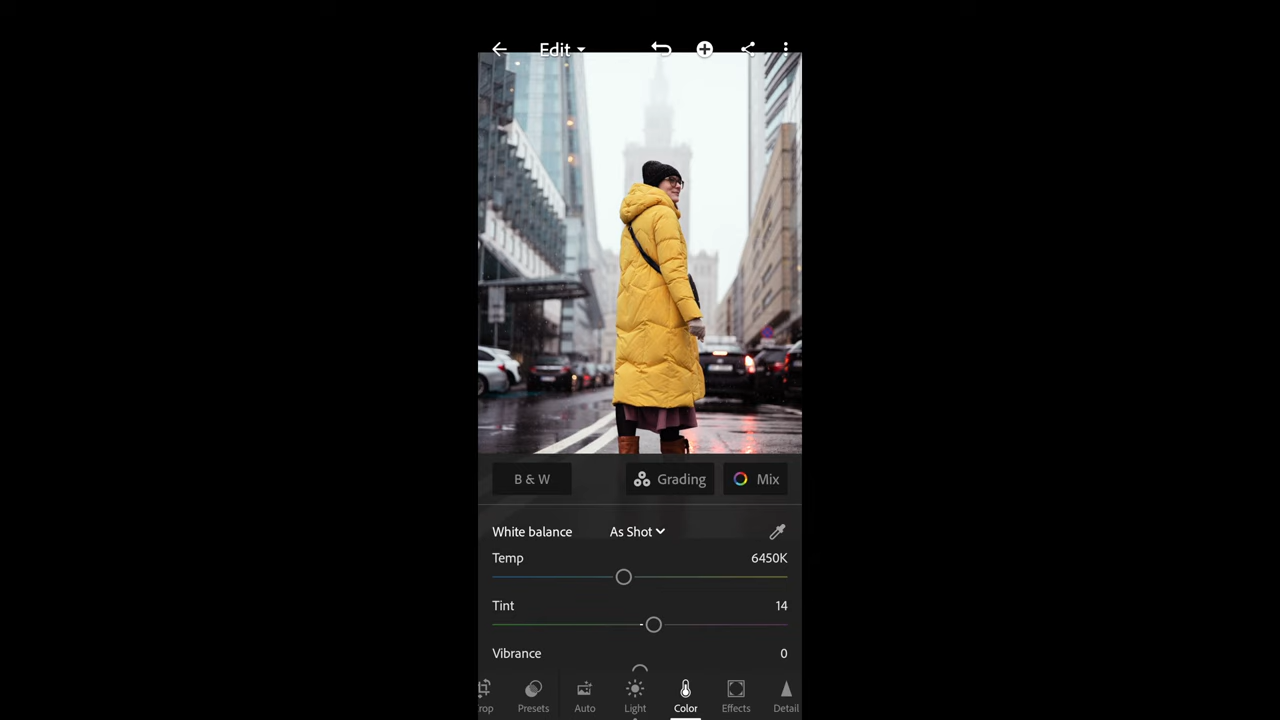 Edit
B & W Grading Mix
White balance As Shot
Temp 6450K
Tint 14
Vibrance 0
rop Presets Auto Light Color Effects Detail